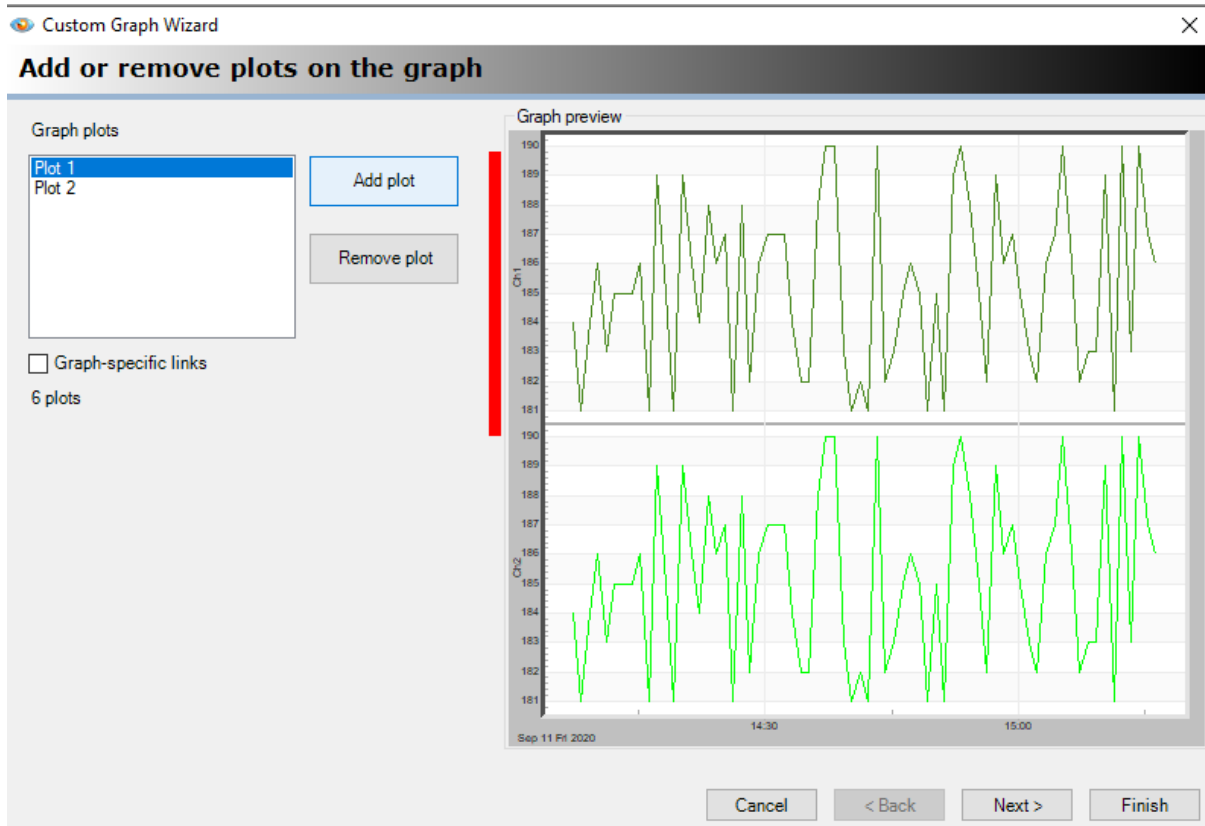 Custom Graph Wizard
Add or remove plots on the graph
Graph plots
Plot 1
Plot 2
Add plot
Remove plot
Graph-specific links
6 plots
Graph preview
190
189
188
187
186
185
184
183
182
181
Ch1
190
189
188
187
186
185
184
183
182
181
Ch2
14:30
15:00
Sep 11 Fri 2020
Cancel
< Back
Next >
Finish